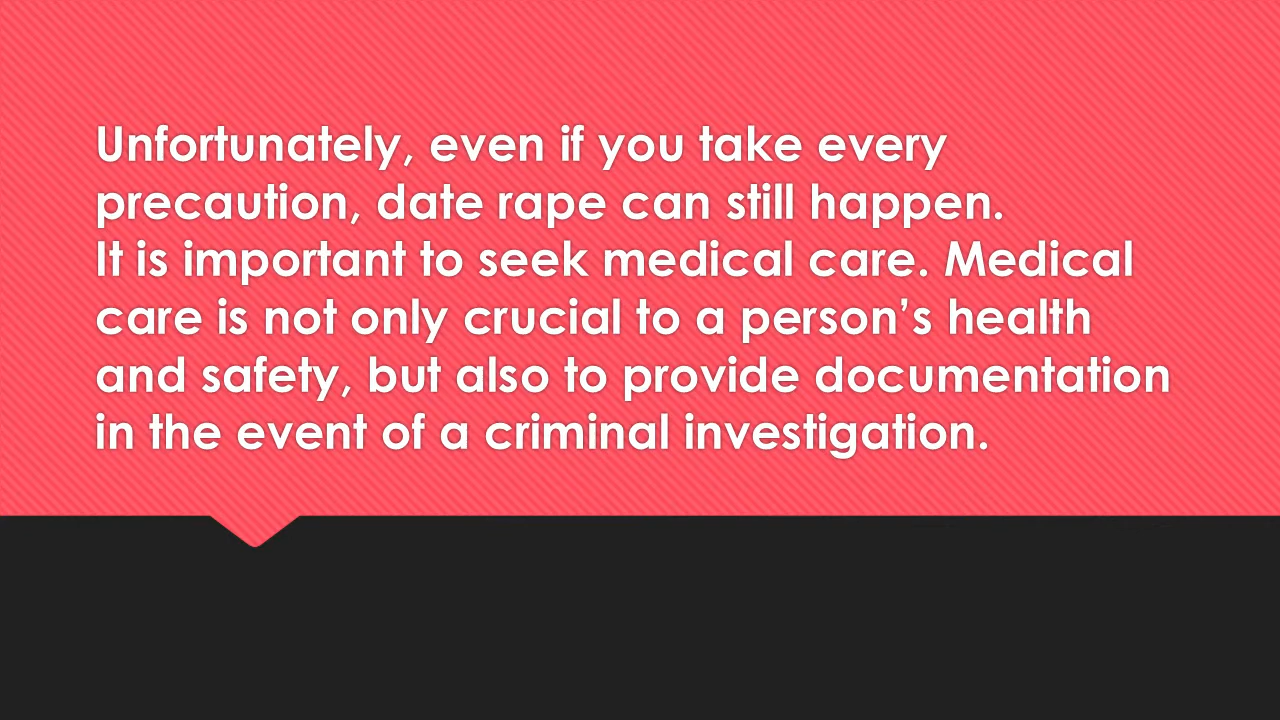 Unfortunately, even if you take every
precaution, date rape can still happen.
It is important to seek medical care. Medical
care is not only crucial to a person’s health
and safety, but also to provide documentation
in the event of a criminal investigation.